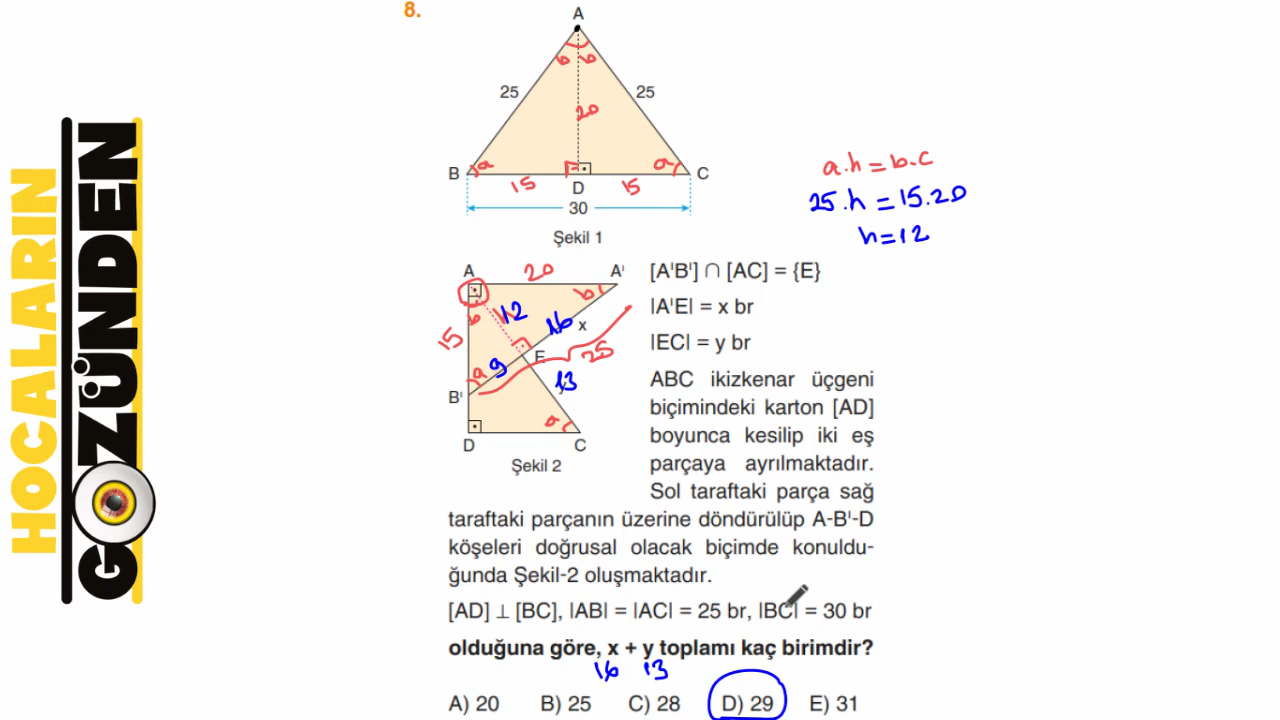 HOCALARIN
GÖZÜNDEN
8.
A
b b
25 25
20
B a a C
15 D 15
30
Şekil 1
a.h = b.c
25.h = 15.20
h = 12
A 20 A'
b
b 12 h
15 16 x
E
a 9 25
B' 13
a
D C
Şekil 2
[A'B'] ∩ [AC] = {E}
|A'E| = x br
|EC| = y br
ABC ikizkenar üçgeni
biçimindeki karton [AD]
boyunca kesilip iki eş
parçaya ayrılmaktadır.
Sol taraftaki parça sağ
taraftaki parçanın üzerine döndürülüp A-B'-D
köşeleri doğrusal olacak biçimde konuldu-
ğunda Şekil-2 oluşmaktadır.
[AD] ⊥ [BC], |AB| = |AC| = 25 br, |BC| = 30 br
olduğuna göre, x + y toplamı kaç birimdir?
16 13
A) 20 B) 25 C) 28 D) 29 E) 31